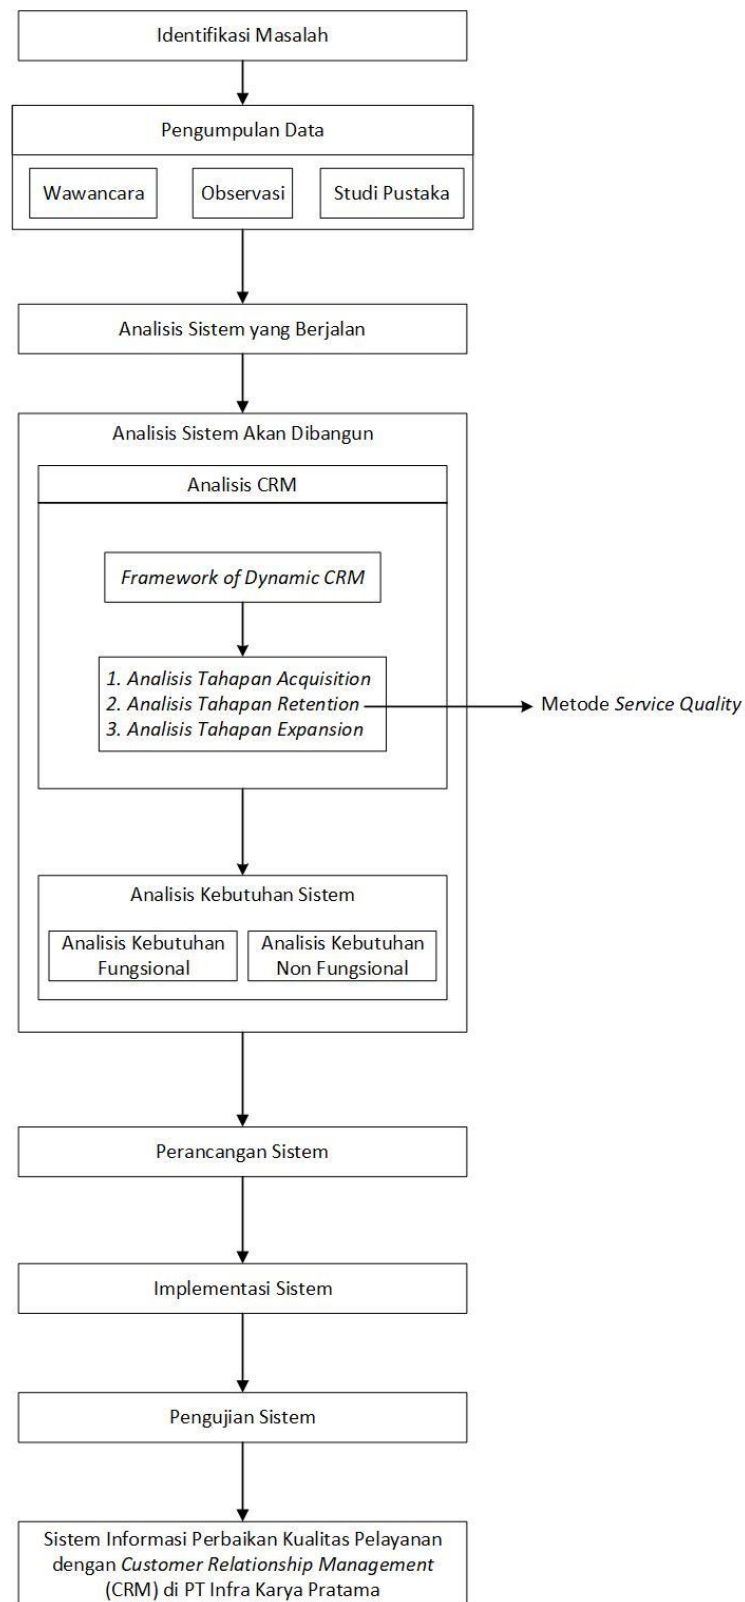 Identifikasi Masalah
Pengumpulan Data
Wawancara
Observasi
Studi Pustaka
Analisis Sistem yang Berjalan
Analisis Sistem Akan Dibangun
Analisis CRM
Framework of Dynamic CRM
1. Analisis Tahapan Acquisition
2. Analisis Tahapan Retention
3. Analisis Tahapan Expansion
Metode Service Quality
Analisis Kebutuhan Sistem
Analisis Kebutuhan
Fungsional
Analisis Kebutuhan
Non Fungsional
Perancangan Sistem
Implementasi Sistem
Pengujian Sistem
Sistem Informasi Perbaikan Kualitas Pelayanan
dengan Customer Relationship Management
(CRM) di PT Infra Karya Pratama